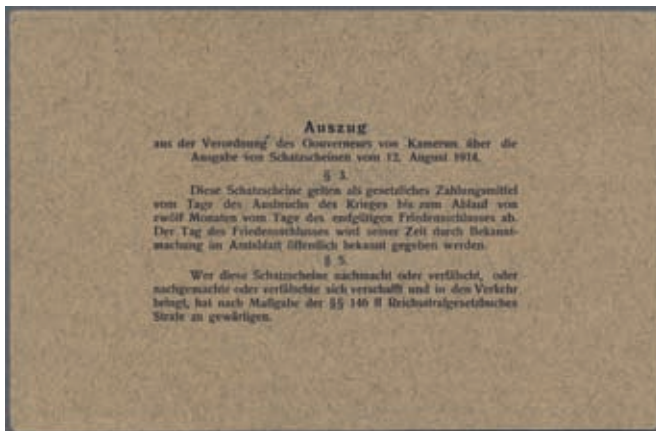 Auszug
aus der Verordnung des Gouverneurs von Kamerun über die
Ausgabe von Schatzscheinen vom 12. August 1914.
§ 3.
Diese Schatzscheine gelten als gesetzliches Zahlungsmittel
vom Tage des Ausbruchs des Krieges bis zum Ablauf von
zwölf Monaten vom Tage des endgültigen Friedensschlusses ab.
Der Tag des Friedensschlusses wird seiner Zeit durch Bekannt-
machung im Amtsblatt öffentlich bekannt gegeben werden.
§ 5.
Wer diese Schatzscheine nachmacht oder verfälscht, oder
nachgemachte oder verfälschte sich verschafft und in den Verkehr
bringt, hat nach Maßgabe der §§ 146 ff Reichsstrafgesetzbuches
Strafe zu gewärtigen.